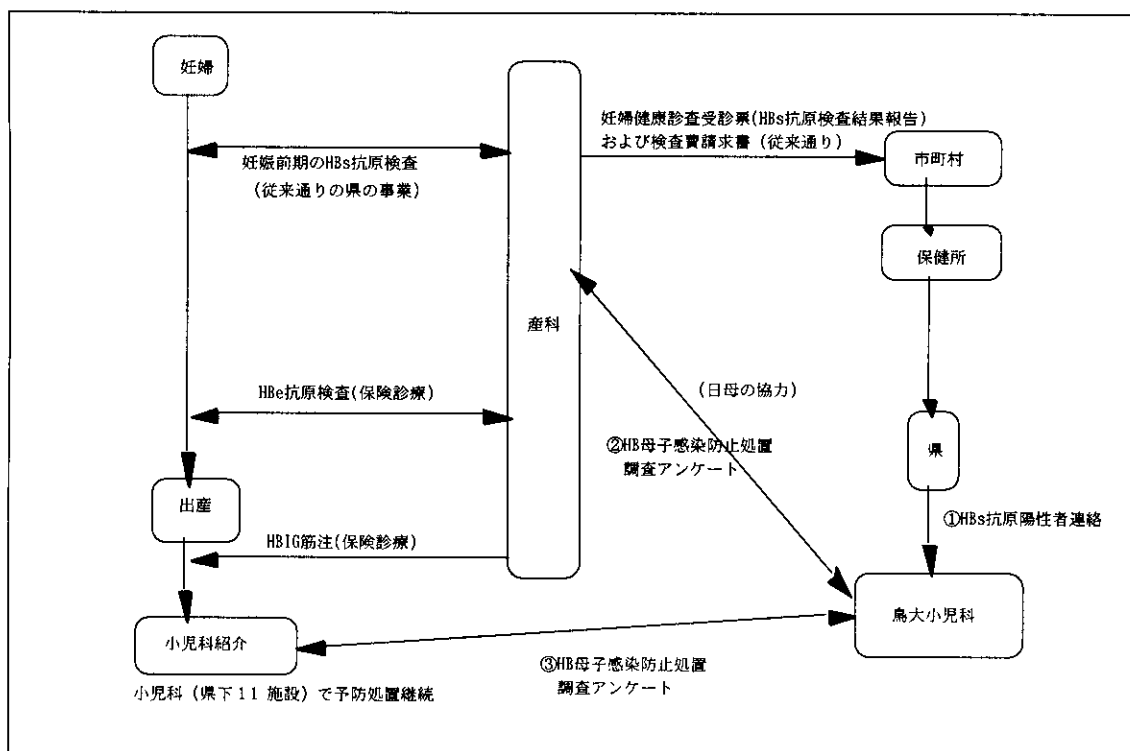 妊婦
妊婦健康診査受診票(HBs抗原検査結果報告)
および検査費請求書 (従来通り)
市町村
妊娠前期のHBs抗原検査
(従来通りの県の事業)
保健所
産科
HBe抗原検査(保険診療)
(日母の協力)
②HB母子感染防止処置
調査アンケート
県
出産
①HBs抗原陽性者連絡
HBIG筋注(保険診療)
鳥大小児科
小児科紹介
③HB母子感染防止処置
調査アンケート
小児科 (県下11 施設) で予防処置継続